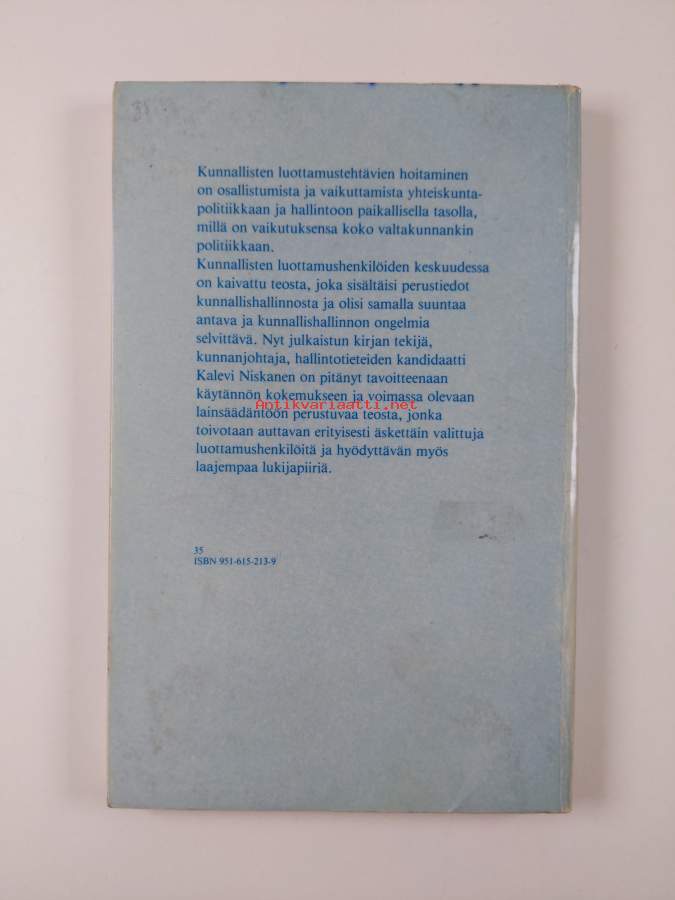 Kunnallisten luottamustehtävien hoitaminen
on osallistumista ja vaikuttamista yhteiskunta-
politiikkaan ja hallintoon paikallisella tasolla,
millä on vaikutuksensa koko valtakunnankin
politiikkaan.
Kunnallisten luottamushenkilöiden keskuudessa
on kaivattu teosta, joka sisältäisi perustiedot
kunnallishallinnosta ja olisi samalla suuntaa
antava ja kunnallishallinnon ongelmia
selvittävä. Nyt julkaistun kirjan tekijä,
kunnanjohtaja, hallintotieteiden kandidaatti
Kalevi Niskanen on pitänyt tavoitteenaan
käytännön kokemukseen ja voimassa olevaan
Antikvariaatti.net
lainsäädäntöön perustuvaa teosta, jonka
toivotaan auttavan erityisesti äskettäin valittuja
luottamushenkilöitä ja hyödyttävän myös
laajempaa lukijapiiriä.
35
ISBN 951-615-213-9